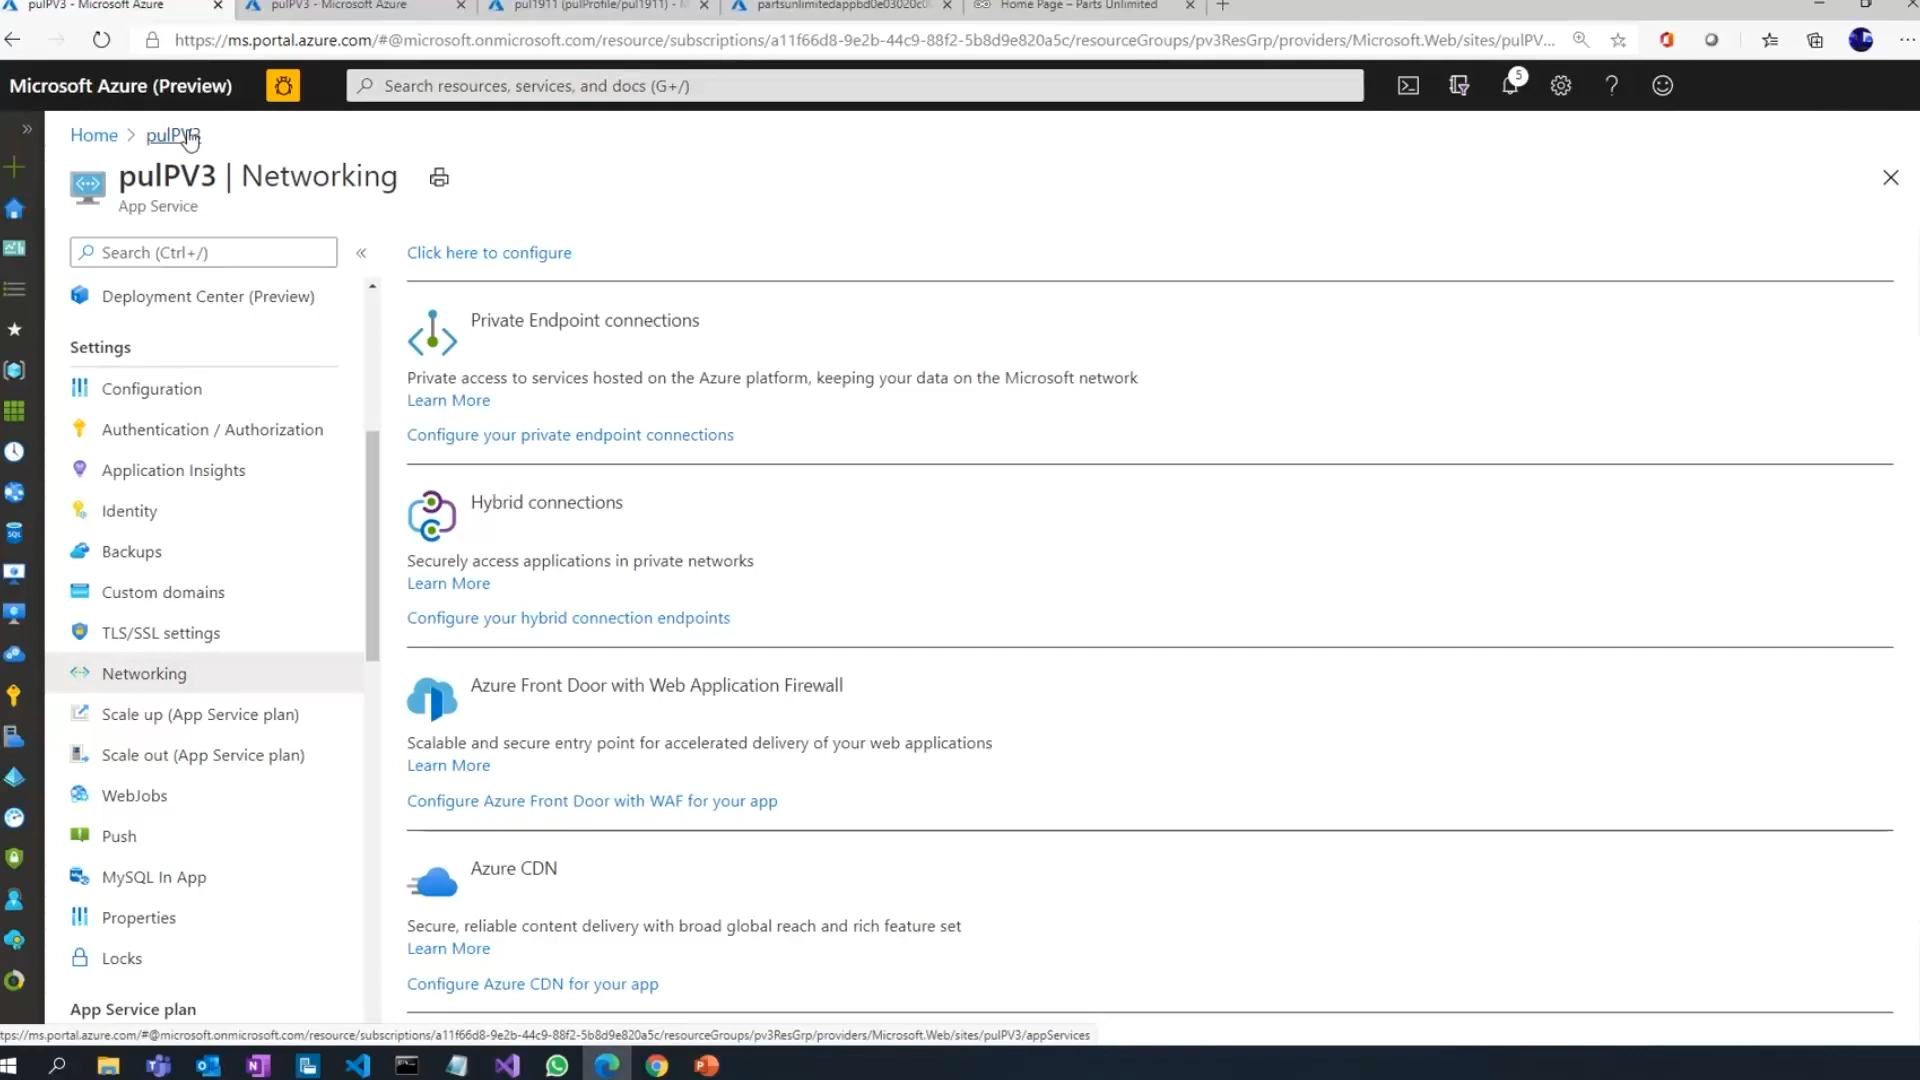 pulPV3 - Microsoft Azure
pulPV3 - Microsoft Azure
pul1911 (pulProfile/pul1911) - M
partsunlimitedappbd0e03020c0
Home Page – Parts Unlimited
https://ms.portal.azure.com/#@microsoft.onmicrosoft.com/resource/subscriptions/a11f66d8-9e2b-44c9-88f2-5b8d9e820a5c/resourceGroups/pv3ResGrp/providers/Microsoft.Web/sites/pulPV...
Microsoft Azure (Preview)
Search resources, services, and docs (G+/)
5
Home > pulPV3
pulPV3 | Networking
App Service
Search (Ctrl+/)
Deployment Center (Preview)
Settings
Configuration
Authentication / Authorization
Application Insights
Identity
Backups
Custom domains
TLS/SSL settings
Networking
Scale up (App Service plan)
Scale out (App Service plan)
WebJobs
Push
MySQL In App
Properties
Locks
App Service plan
Click here to configure
Private Endpoint connections
Private access to services hosted on the Azure platform, keeping your data on the Microsoft network
Learn More
Configure your private endpoint connections
Hybrid connections
Securely access applications in private networks
Learn More
Configure your hybrid connection endpoints
Azure Front Door with Web Application Firewall
Scalable and secure entry point for accelerated delivery of your web applications
Learn More
Configure Azure Front Door with WAF for your app
Azure CDN
Secure, reliable content delivery with broad global reach and rich feature set
Learn More
Configure Azure CDN for your app
tps://ms.portal.azure.com/#@microsoft.onmicrosoft.com/resource/subscriptions/a11f66d8-9e2b-44c9-88f2-5b8d9e820a5c/resourceGroups/pv3ResGrp/providers/Microsoft.Web/sites/pulPV3/appServices